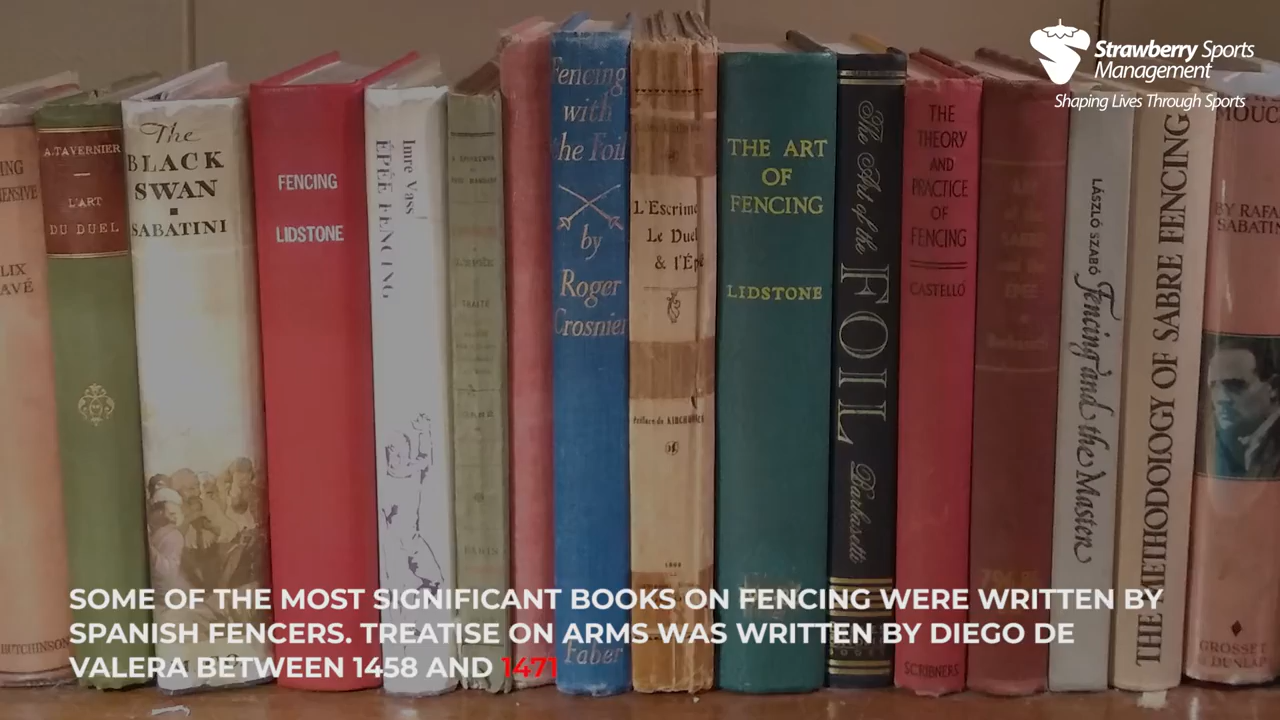 Strawberry Sports
Management
Shaping Lives Through Sports
A.TAVERNIER
L'ART
DU DUEL
The
BLACK
SWAN
SABATINI
FENCING
LIDSTONE
Imre Vass
ÉPÉE FENCING
PARIS
Fencing
with
the Foil
by
Roger
Crosnier
Faber
L'Escrime
Le Duel
& l'Épé
THE ART
OF
FENCING
LIDSTONE
The Art of the
FOIL
Barbasetti
THE
THEORY
AND
PRACTICE
OF
FENCING
CASTELLO
SCRIBNERS
LÁSZLÓ SZABÓ
Fencing and the Master
THE METHODOLOGY OF SABRE FENCING
BY RAFA
SABATIN
GROSSET
& DUNLAP
SOME OF THE MOST SIGNIFICANT BOOKS ON FENCING WERE WRITTEN BY
SPANISH FENCERS. TREATISE ON ARMS WAS WRITTEN BY DIEGO DE
VALERA BETWEEN 1458 AND 1471